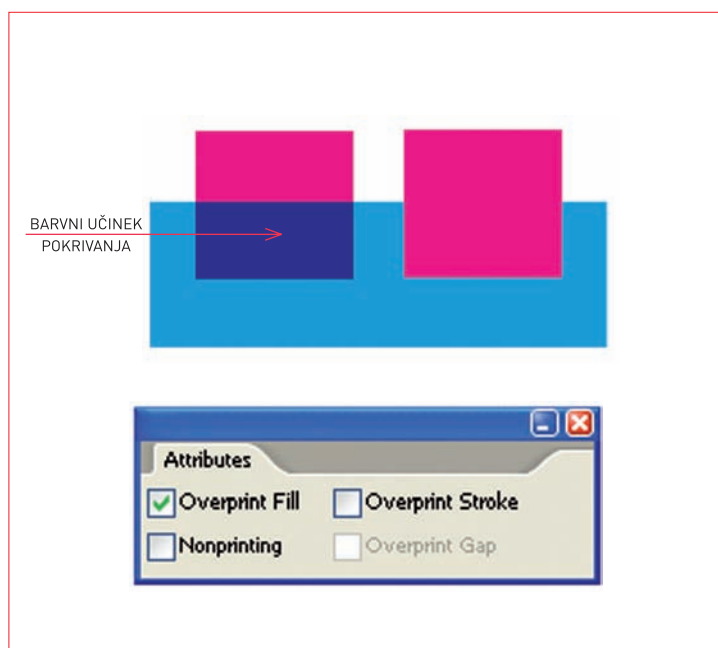 BARVNI UČINEK
POKRIVANJA
Attributes
Overprint Fill
Overprint Stroke
Nonprinting
Overprint Gap